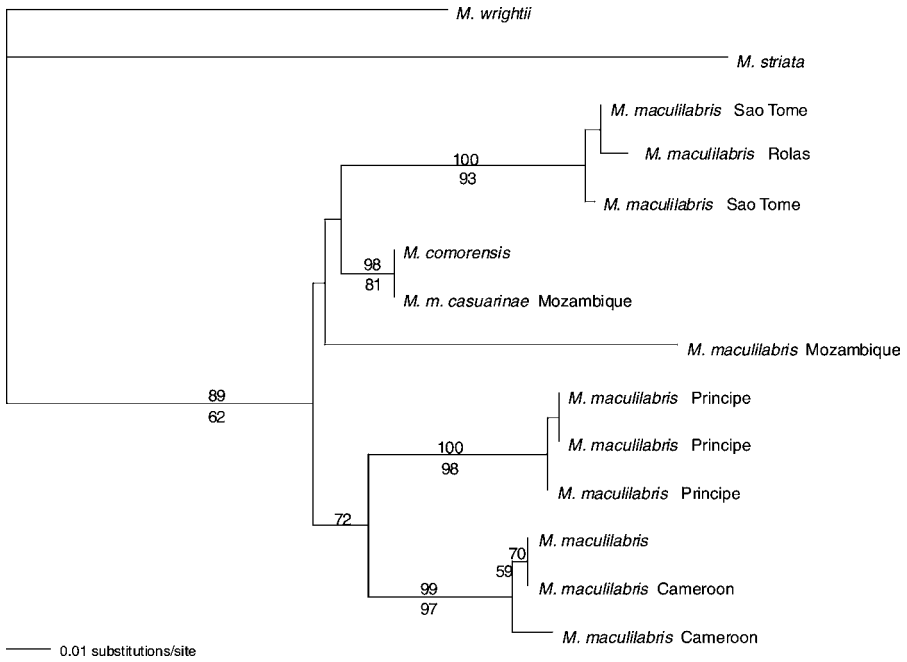 M. wrightii
M. striata
M. maculilabris Sao Tome
100
M. maculilabris Rolas
93
M. maculilabris Sao Tome
M. comorensis
98
81
M. m. casuarinae Mozambique
M. maculilabris Mozambique
89
62
M. maculilabris Principe
100
M. maculilabris Principe
98
M. maculilabris Principe
72
M. maculilabris
70
59
99
M. maculilabris Cameroon
97
M. maculilabris Cameroon
0.01 substitutions/site